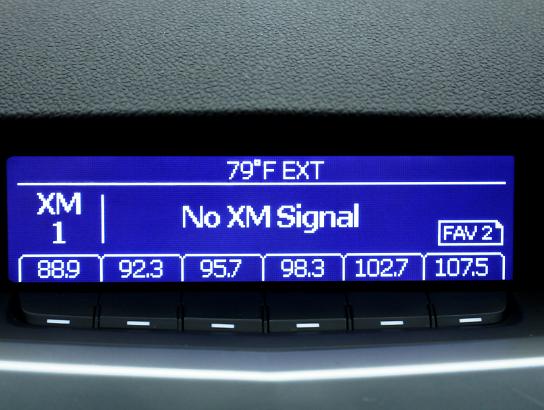 79°F EXT
XM
1
No XM Signal
FAV 2
88.9 92.3 95.7 98.3 102.7 107.5